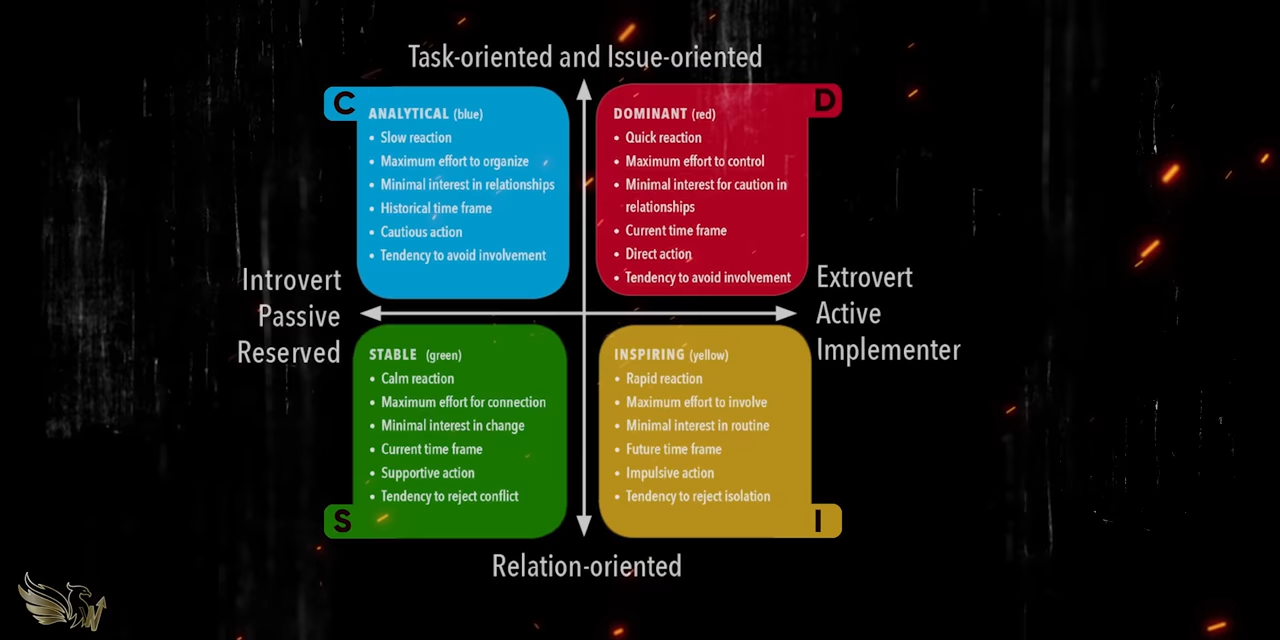 Task-oriented and Issue-oriented
C
ANALYTICAL (blue)
• Slow reaction
• Maximum effort to organize
• Minimal interest in relationships
• Historical time frame
• Cautious action
• Tendency to avoid involvement
D
DOMINANT (red)
• Quick reaction
• Maximum effort to control
• Minimal interest for caution in
relationships
• Current time frame
• Direct action
• Tendency to avoid involvement
Introvert
Passive
Reserved
Extrovert
Active
Implementer
STABLE (green)
• Calm reaction
• Maximum effort for connection
• Minimal interest in change
• Current time frame
• Supportive action
• Tendency to reject conflict
S
INSPIRING (yellow)
• Rapid reaction
• Maximum effort to involve
• Minimal interest in routine
• Future time frame
• Impulsive action
• Tendency to reject isolation
I
Relation-oriented